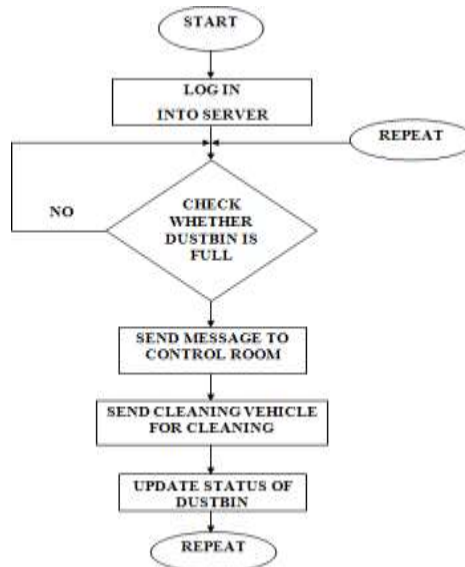 START
LOG IN
INTO SERVER
REPEAT
NO
CHECK
WHETHER
DUSTBIN IS
FULL
SEND MESSAGE TO
CONTROL ROOM
SEND CLEANING VEHICLE
FOR CLEANING
UPDATE STATUS OF
DUSTBIN
REPEAT